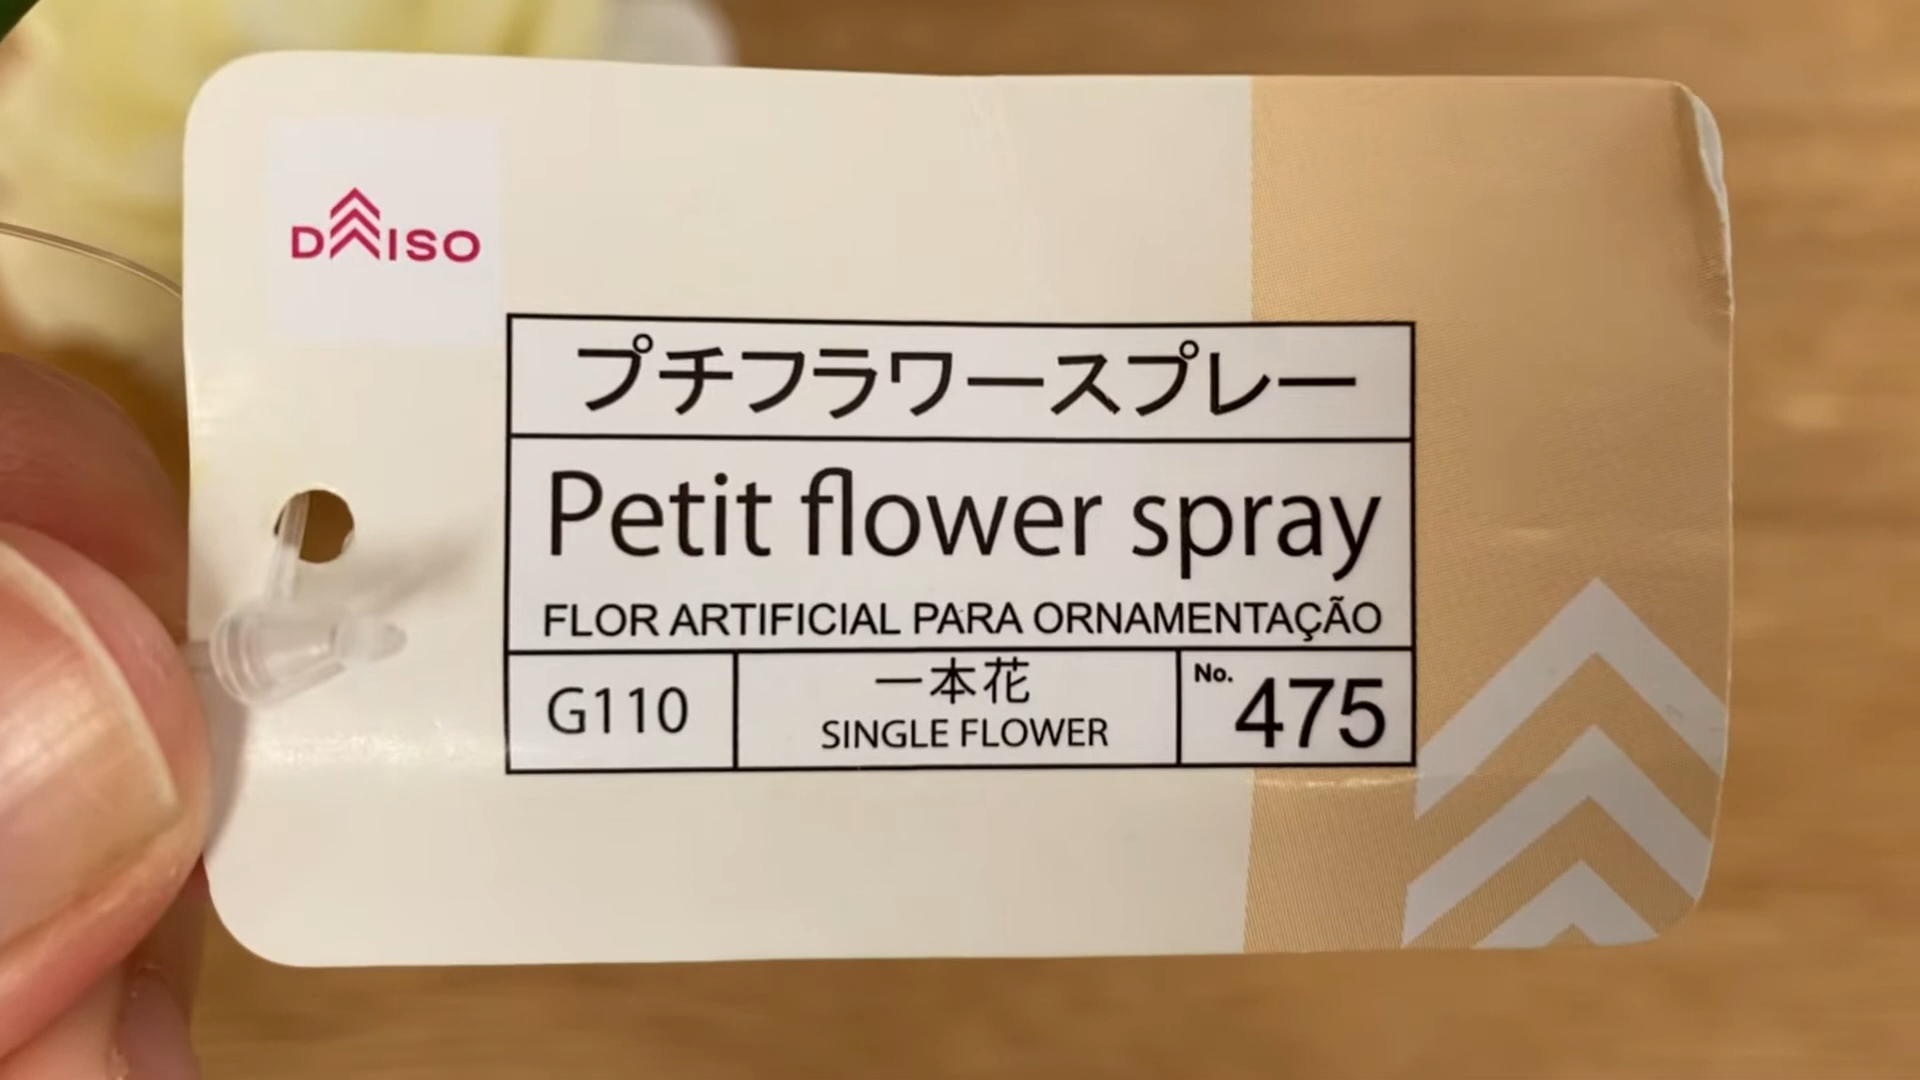 DAISO
プチフラワースプレー
Petit flower spray
FLOR ARTIFICIAL PARA ORNAMENTAÇÃO
G110
一本花
SINGLE FLOWER
No. 475